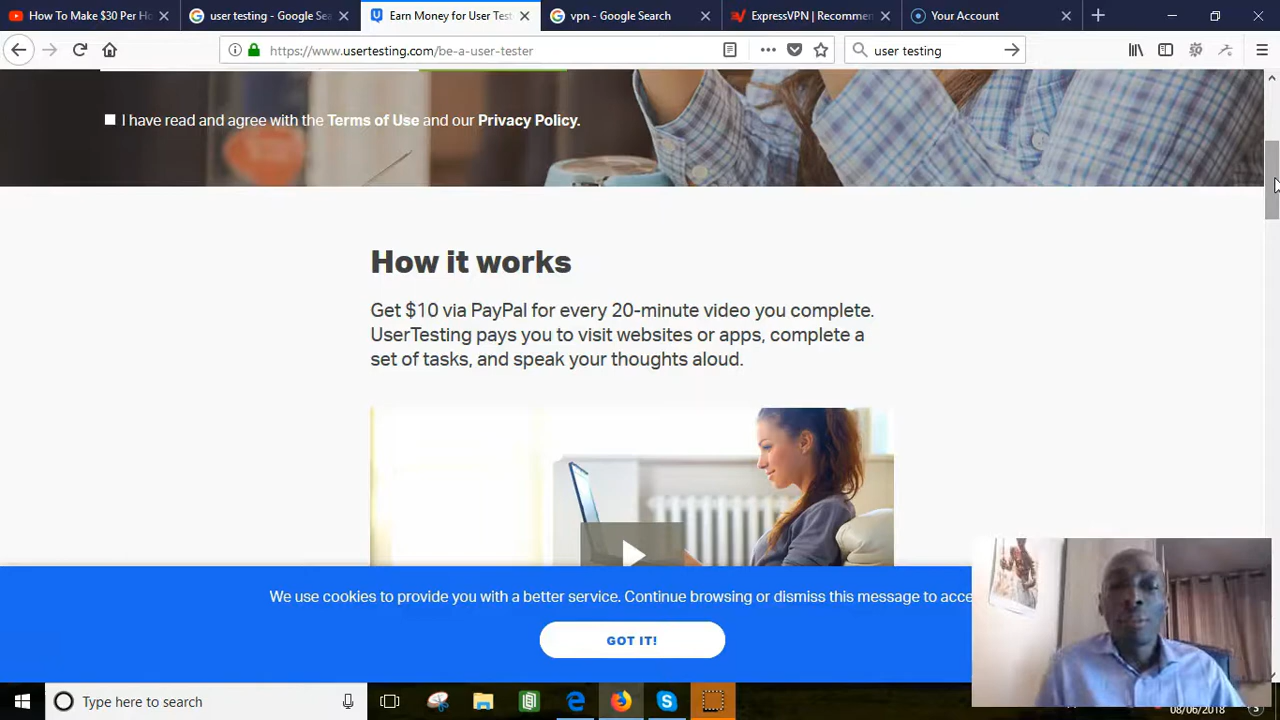 How To Make $30 Per Ho
user testing - Google Sea
Earn Money for User Test
vpn - Google Search
ExpressVPN | Recommen
Your Account
https://www.usertesting.com/be-a-user-tester
user testing
I have read and agree with the Terms of Use and our Privacy Policy.
How it works
Get $10 via PayPal for every 20-minute video you complete.
UserTesting pays you to visit websites or apps, complete a
set of tasks, and speak your thoughts aloud.
We use cookies to provide you with a better service. Continue browsing or dismiss this message to acce
GOT IT!
Type here to search
08/06/2018